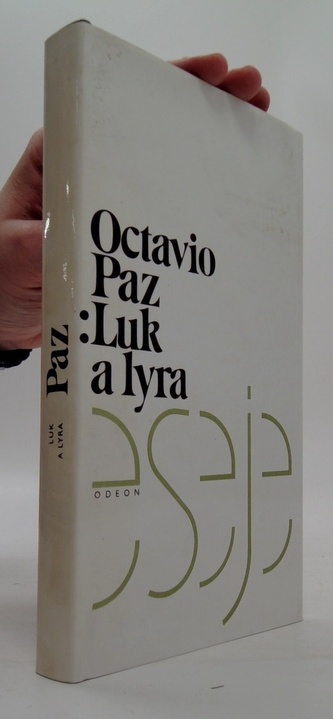 Octavio
Paz
:Luk
a lyra
eseje
ODEON
Paz
LUK
A LYRA